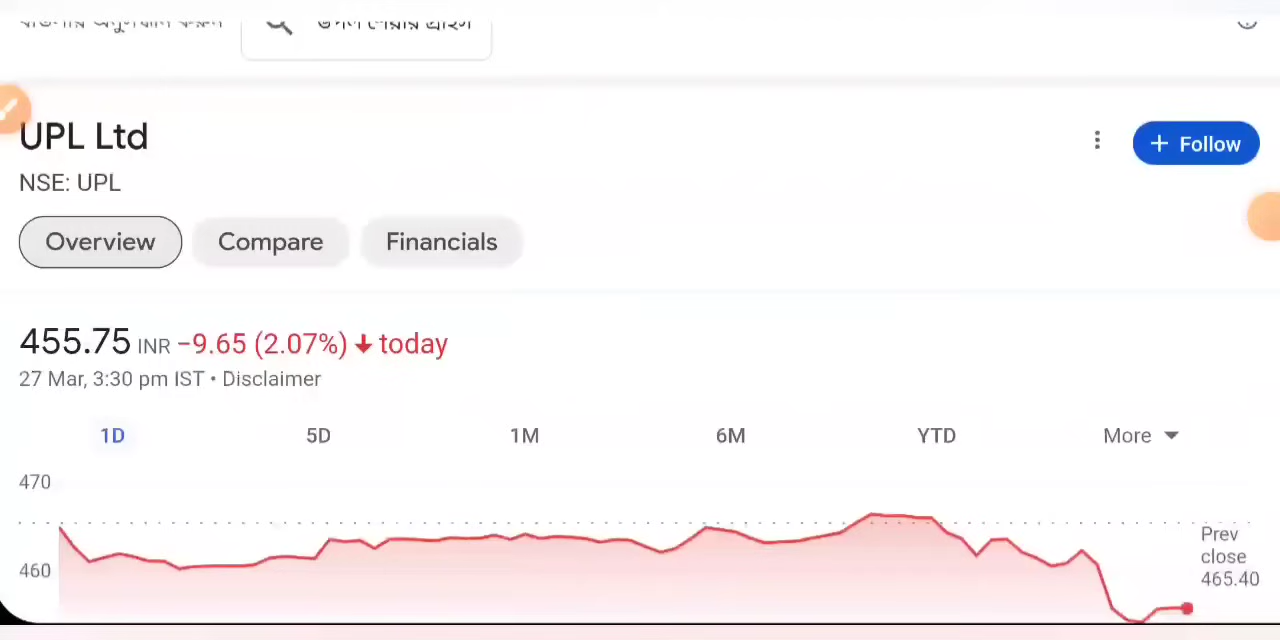 UPL Ltd
Follow
NSE: UPL
Overview Compare Financials
455.75 INR −9.65 (2.07%) today
27 Mar, 3:30 pm IST • Disclaimer
1D 5D 1M 6M YTD More
470
Prev
close
465.40
460